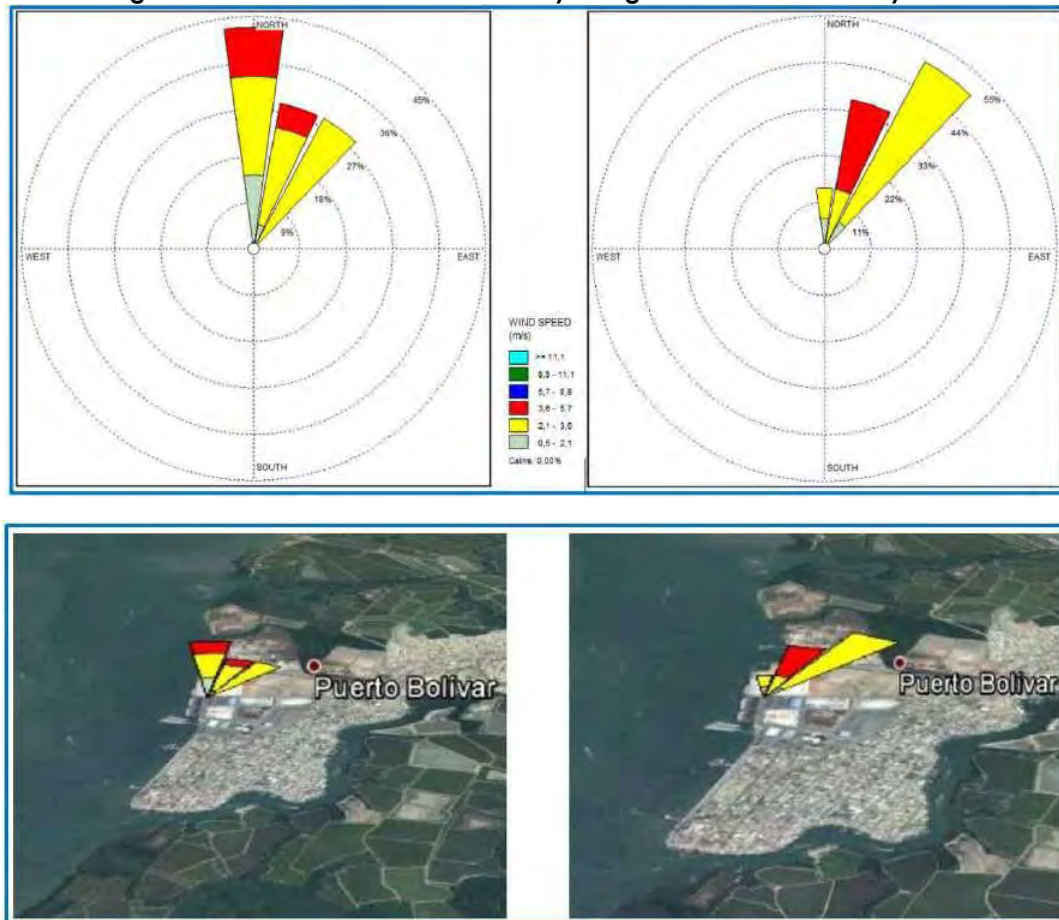 NORTH
45%
36%
27%
18%
9%
WEST
EAST
SOUTH
WIND SPEED
(m/s)
>= 11,1
8,8 - 11,1
5,7 - 8,8
3,6 - 5,7
2,1 - 3,6
0,5 - 2,1
Calms: 0,00%
NORTH
55%
44%
33%
22%
11%
WEST
EAST
SOUTH
Puerto Bolívar
Puerto Bolívar